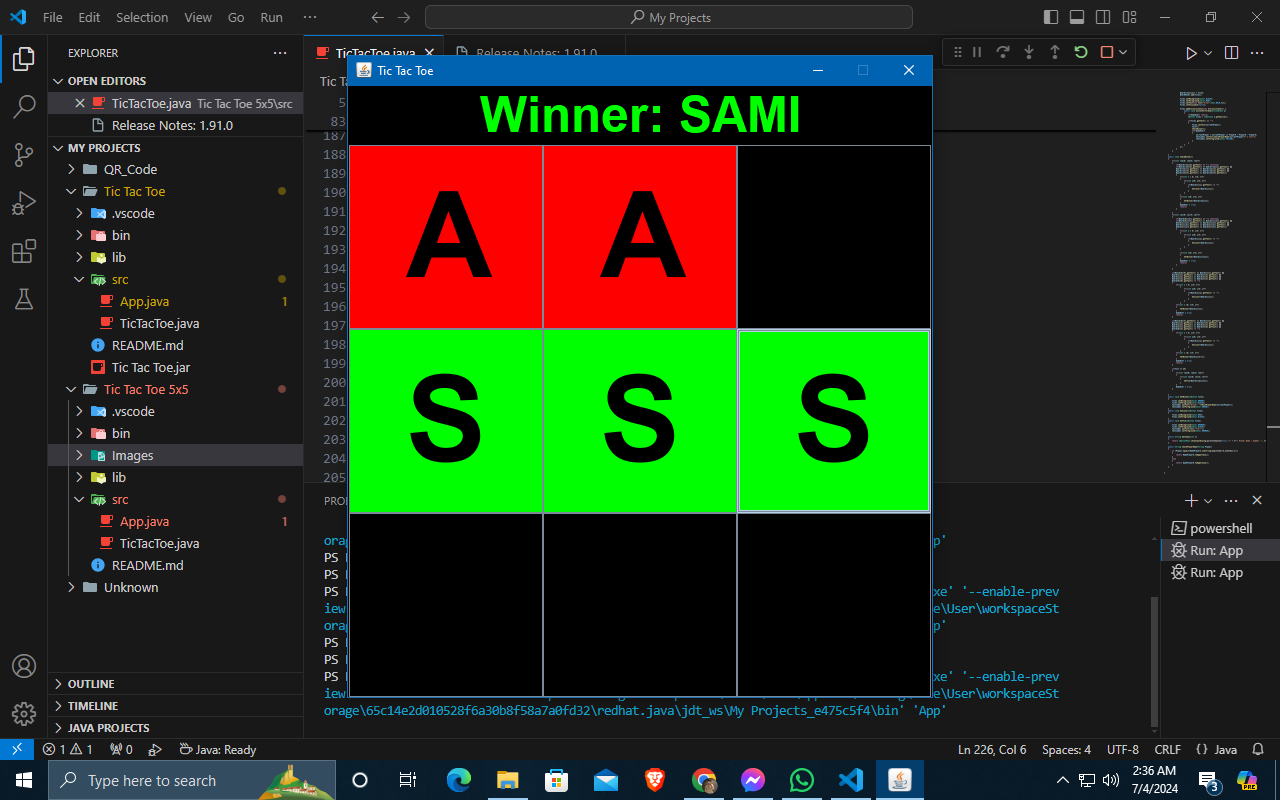 File Edit Selection View Go Run ··· My Projects
EXPLORER ···
OPEN EDITORS
TicTacToe.java Tic Tac Toe 5x5\src
Release Notes: 1.91.0
MY PROJECTS
QR_Code
Tic Tac Toe
.vscode
bin
lib
src
App.java 1
TicTacToe.java
README.md
Tic Tac Toe.jar
Tic Tac Toe 5x5
.vscode
bin
Images
lib
src
App.java 1
TicTacToe.java
README.md
Unknown
OUTLINE
TIMELINE
JAVA PROJECTS
TicTacToe.java Release Notes: 1.91.0
Tic Ta
5
83
187
188
189
190
191
192
193
194
195
196
197
198
199
200
201
202
203
204
205
Tic Tac Toe
Winner: SAMI
A A
S S S
PROB
orag p'
PS
PS
PS xe' '--enable-prev
iew e\User\workspaceSt
orag p'
PS
PS
PS xe' '--enable-prev
iew e\User\workspaceSt
orage\65c14e2d010528f6a30b8f58a7a0fd32\redhat.java\jdt_ws\My Projects_e475c5f4\bin' 'App'
powershell
Run: App
Run: App
1 1 0 Java: Ready Ln 226, Col 6 Spaces: 4 UTF-8 CRLF { } Java
Type here to search
2:36 AM
7/4/2024
3
PRE